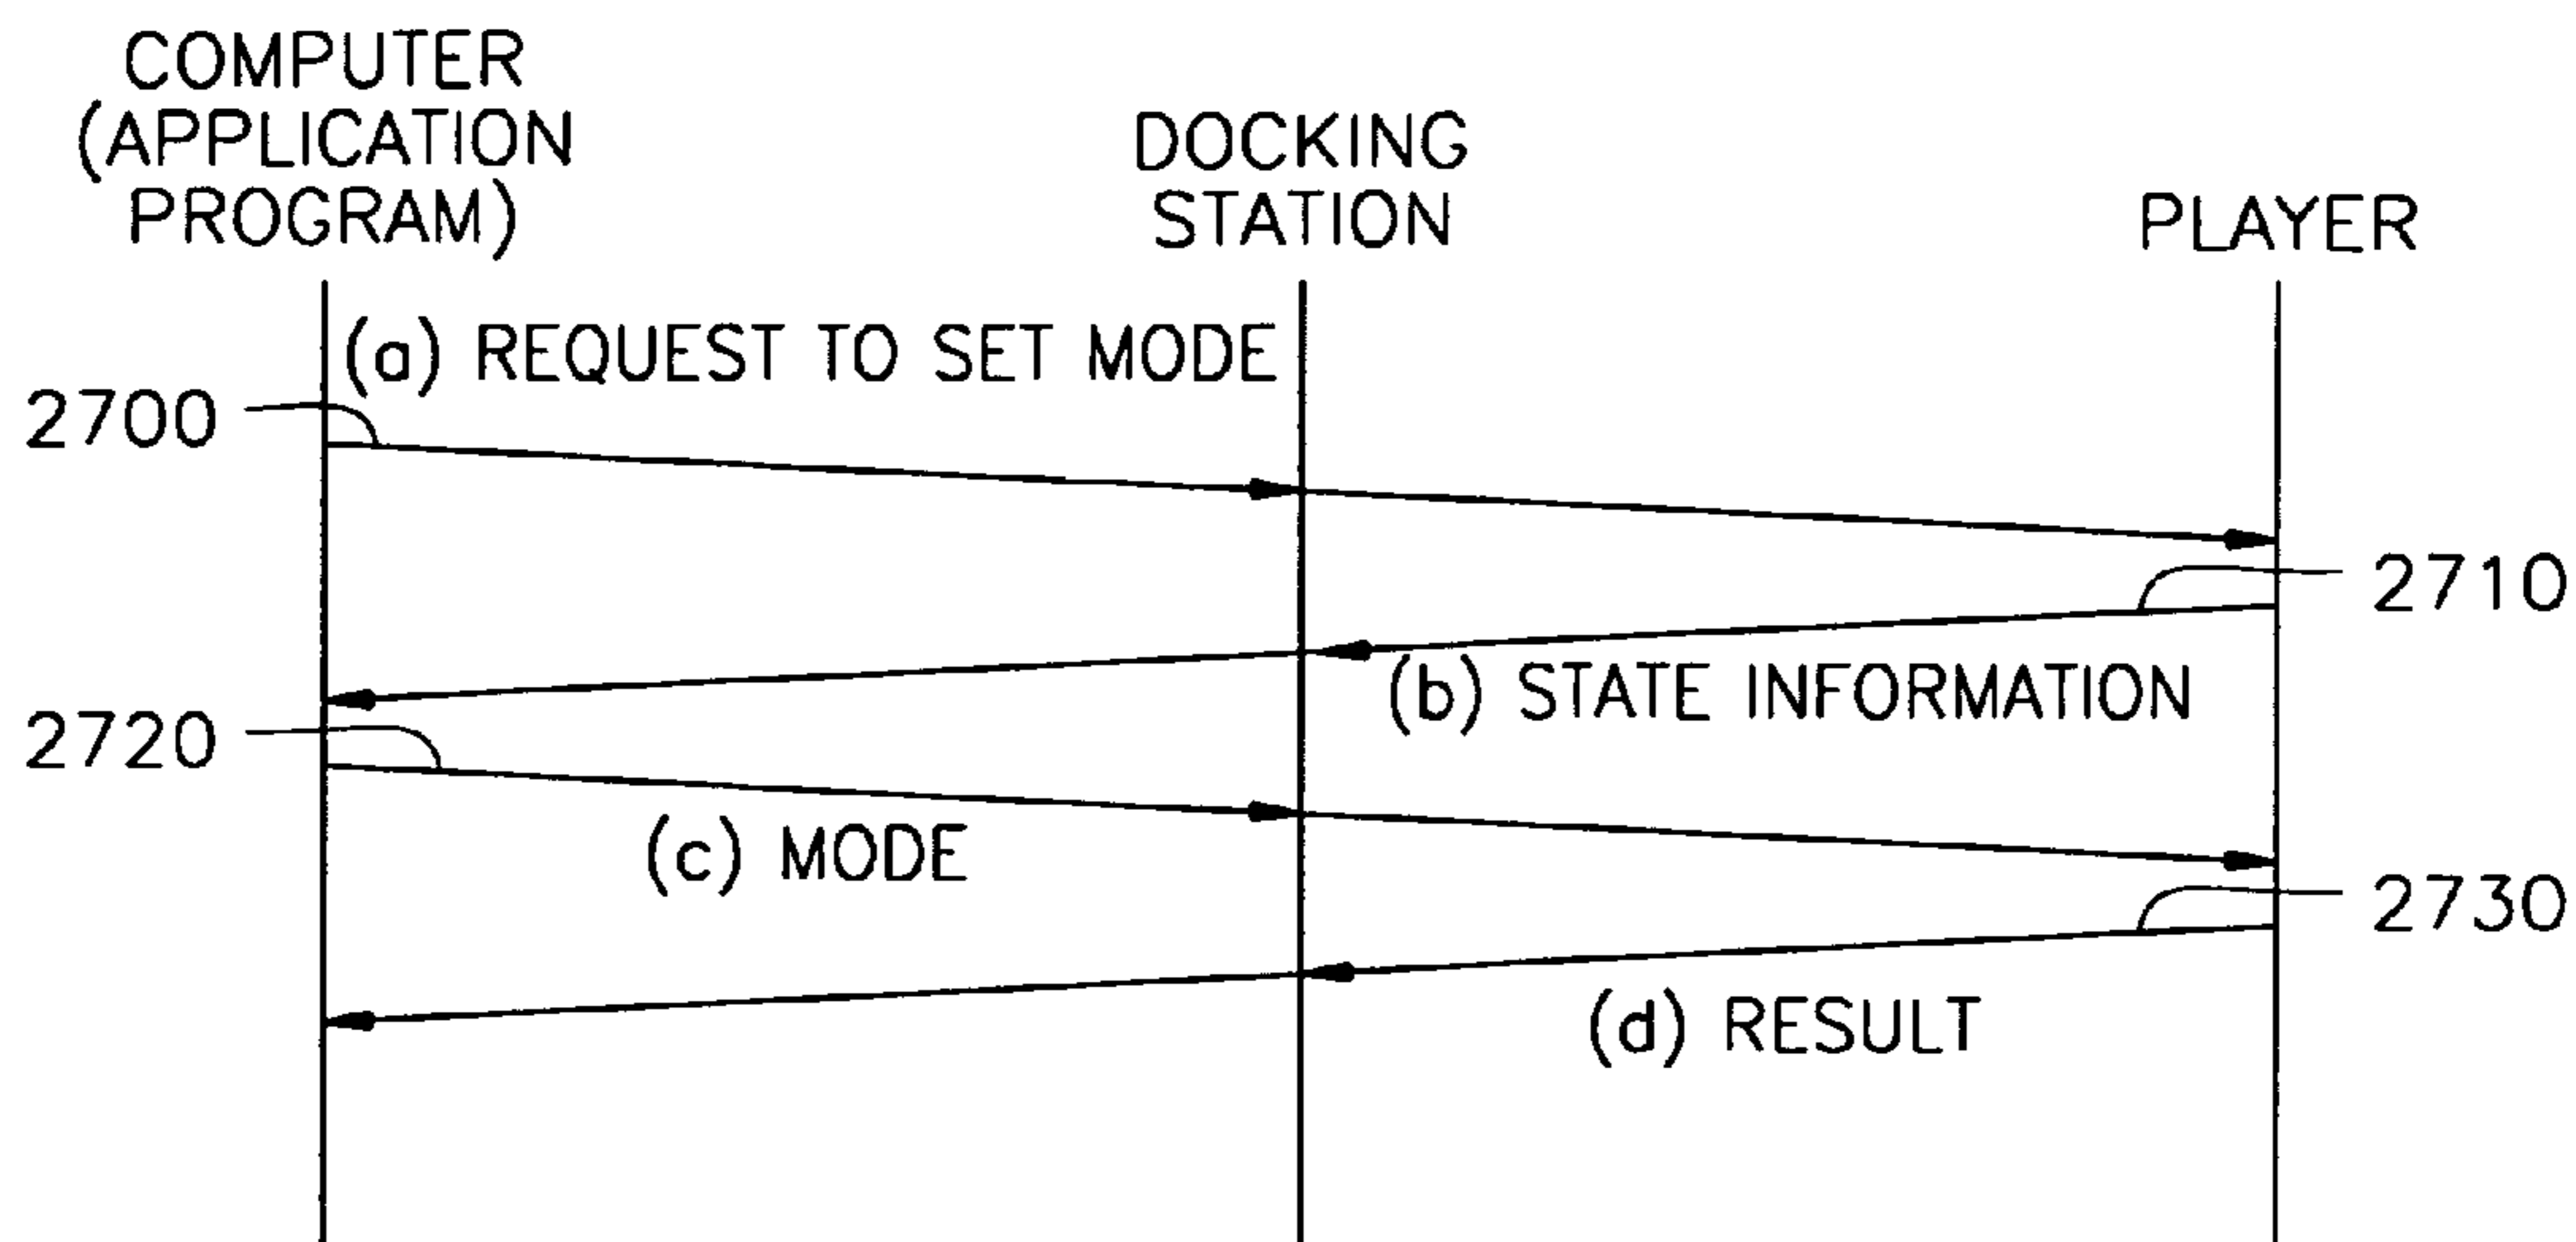 COMPUTER
(APPLICATION
PROGRAM)
DOCKING
STATION
PLAYER
(a) REQUEST TO SET MODE
2700
2710
(b) STATE INFORMATION
2720
(c) MODE
2730
(d) RESULT